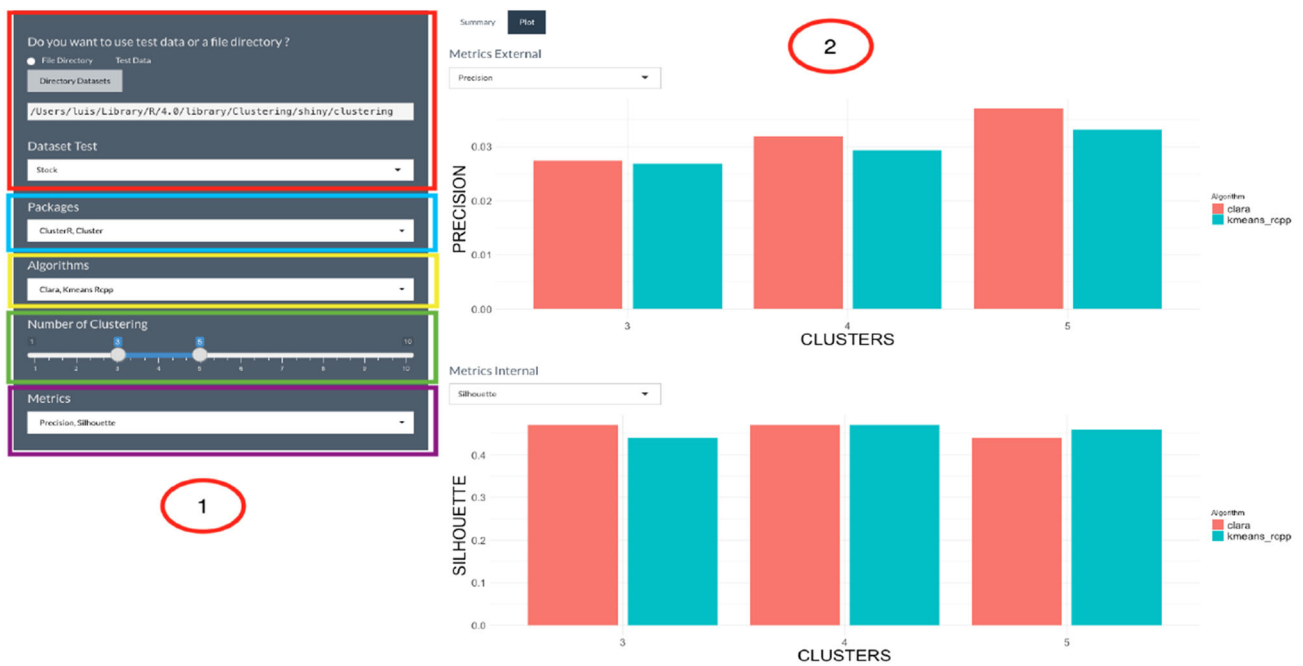 Do you want to use test data or a file directory ?
File Directory Test Data
Directory Datasets
/Users/luis/Library/R/4.0/library/Clustering/shiny/clustering
Dataset Test
Stock
Packages
ClusterR, Cluster
Algorithms
Clara, Kmeans Rcpp
Number of Clustering
1 3 5 10
1 2 3 4 5 6 7 8 9 10
Metrics
Precision, Silhouette
1
Summary Plot
2
Metrics External
Precision
PRECISION
0.03
0.02
0.01
0.00
3 4 5
CLUSTERS
Algorithm
clara
kmeans_rcpp
Metrics Internal
Silhouette
SILHOUETTE
0.4
0.3
0.2
0.1
0.0
3 4 5
CLUSTERS
Algorithm
clara
kmeans_rcpp